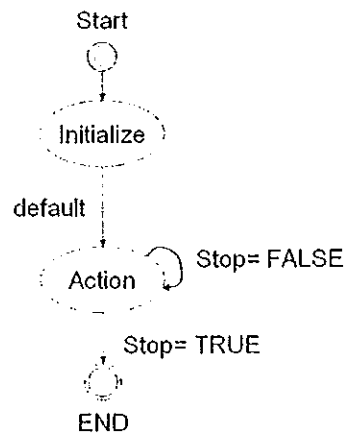 Start
Initialize
default
Stop= FALSE
Action
Stop= TRUE
END